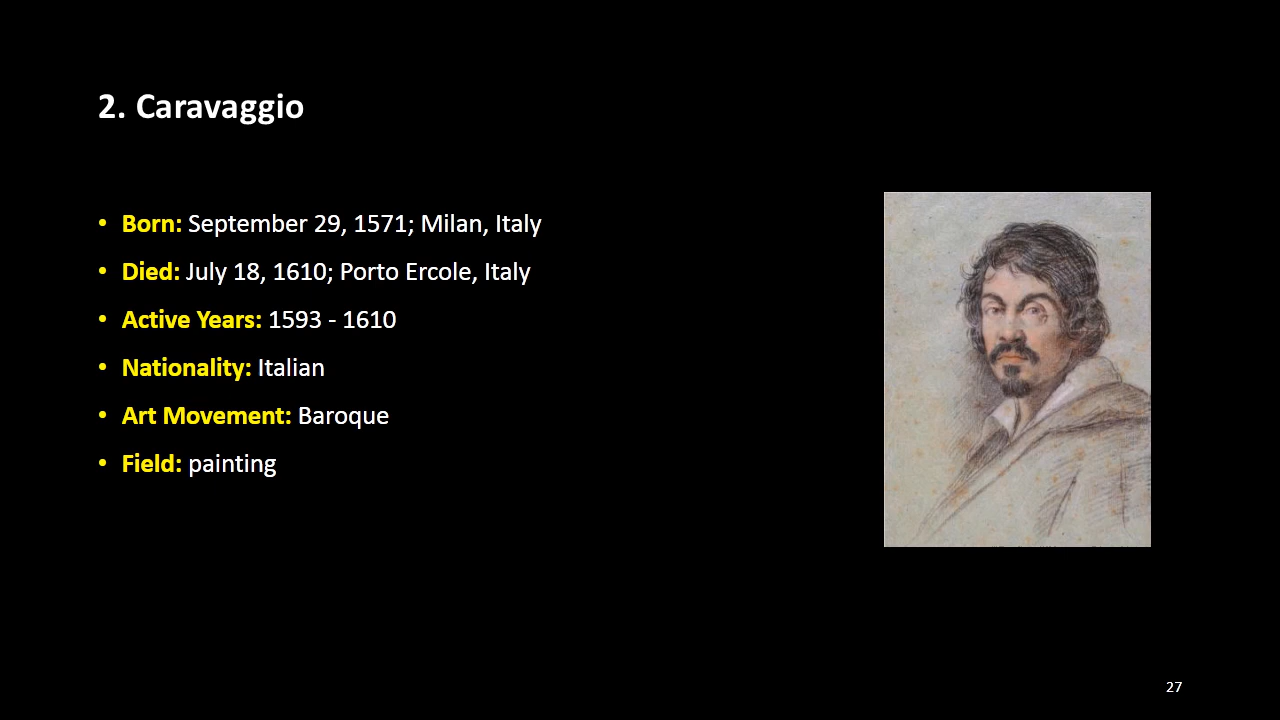 2. Caravaggio
• Born: September 29, 1571; Milan, Italy
• Died: July 18, 1610; Porto Ercole, Italy
• Active Years: 1593 - 1610
• Nationality: Italian
• Art Movement: Baroque
• Field: painting
27